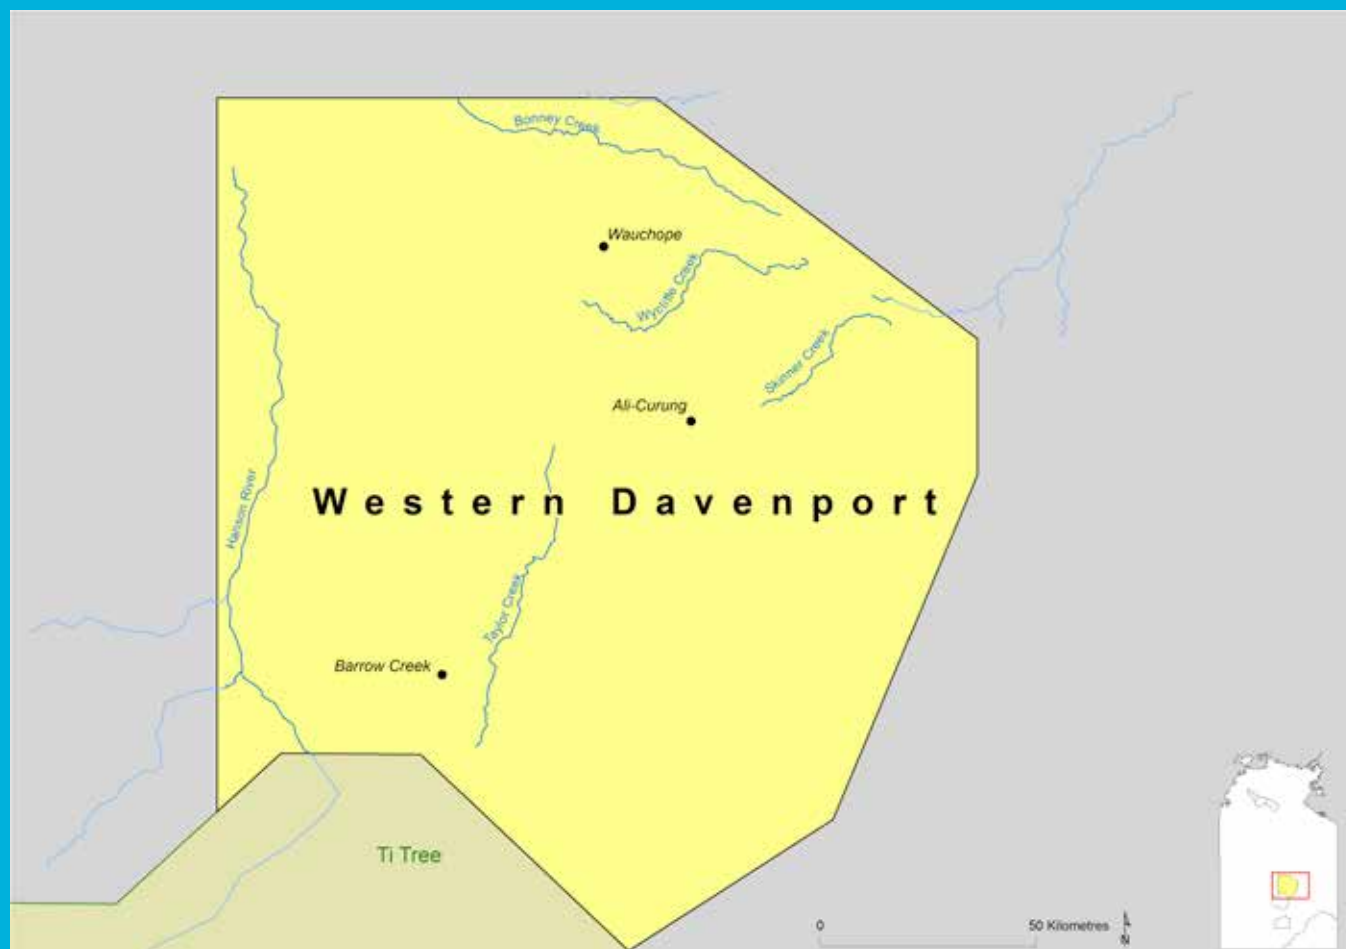 Bonney Creek
Wauchope
Wycliffe Creek
Skinner Creek
Ali-Curung
Hanson River
Western Davenport
Taylor Creek
Barrow Creek
Ti Tree
0
50 Kilometres
N